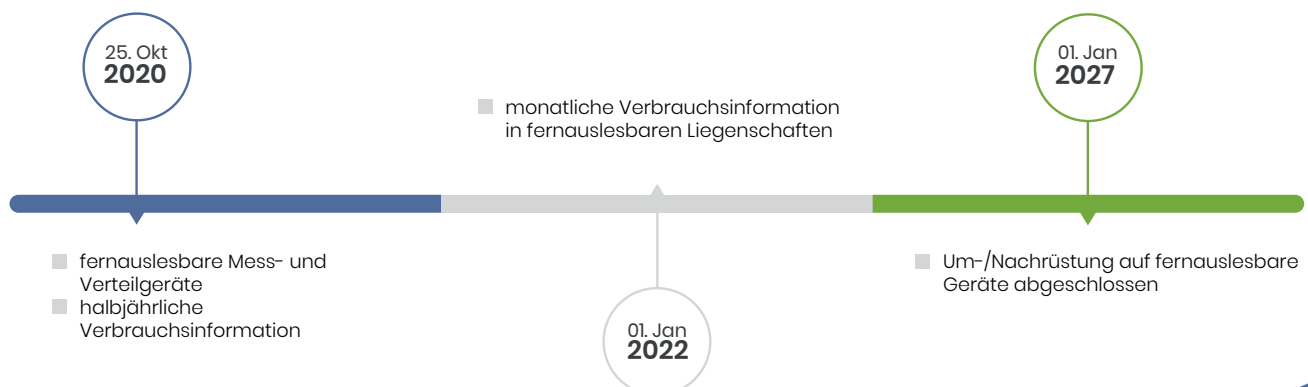 25. Okt
2020
fernauslesbare Mess- und
Verteilgeräte
halbjährliche
Verbrauchsinformation
monatliche Verbrauchsinformation
in fernauslesbaren Liegenschaften
01. Jan
2022
01. Jan
2027
Um-/Nachrüstung auf fernauslesbare
Geräte abgeschlossen